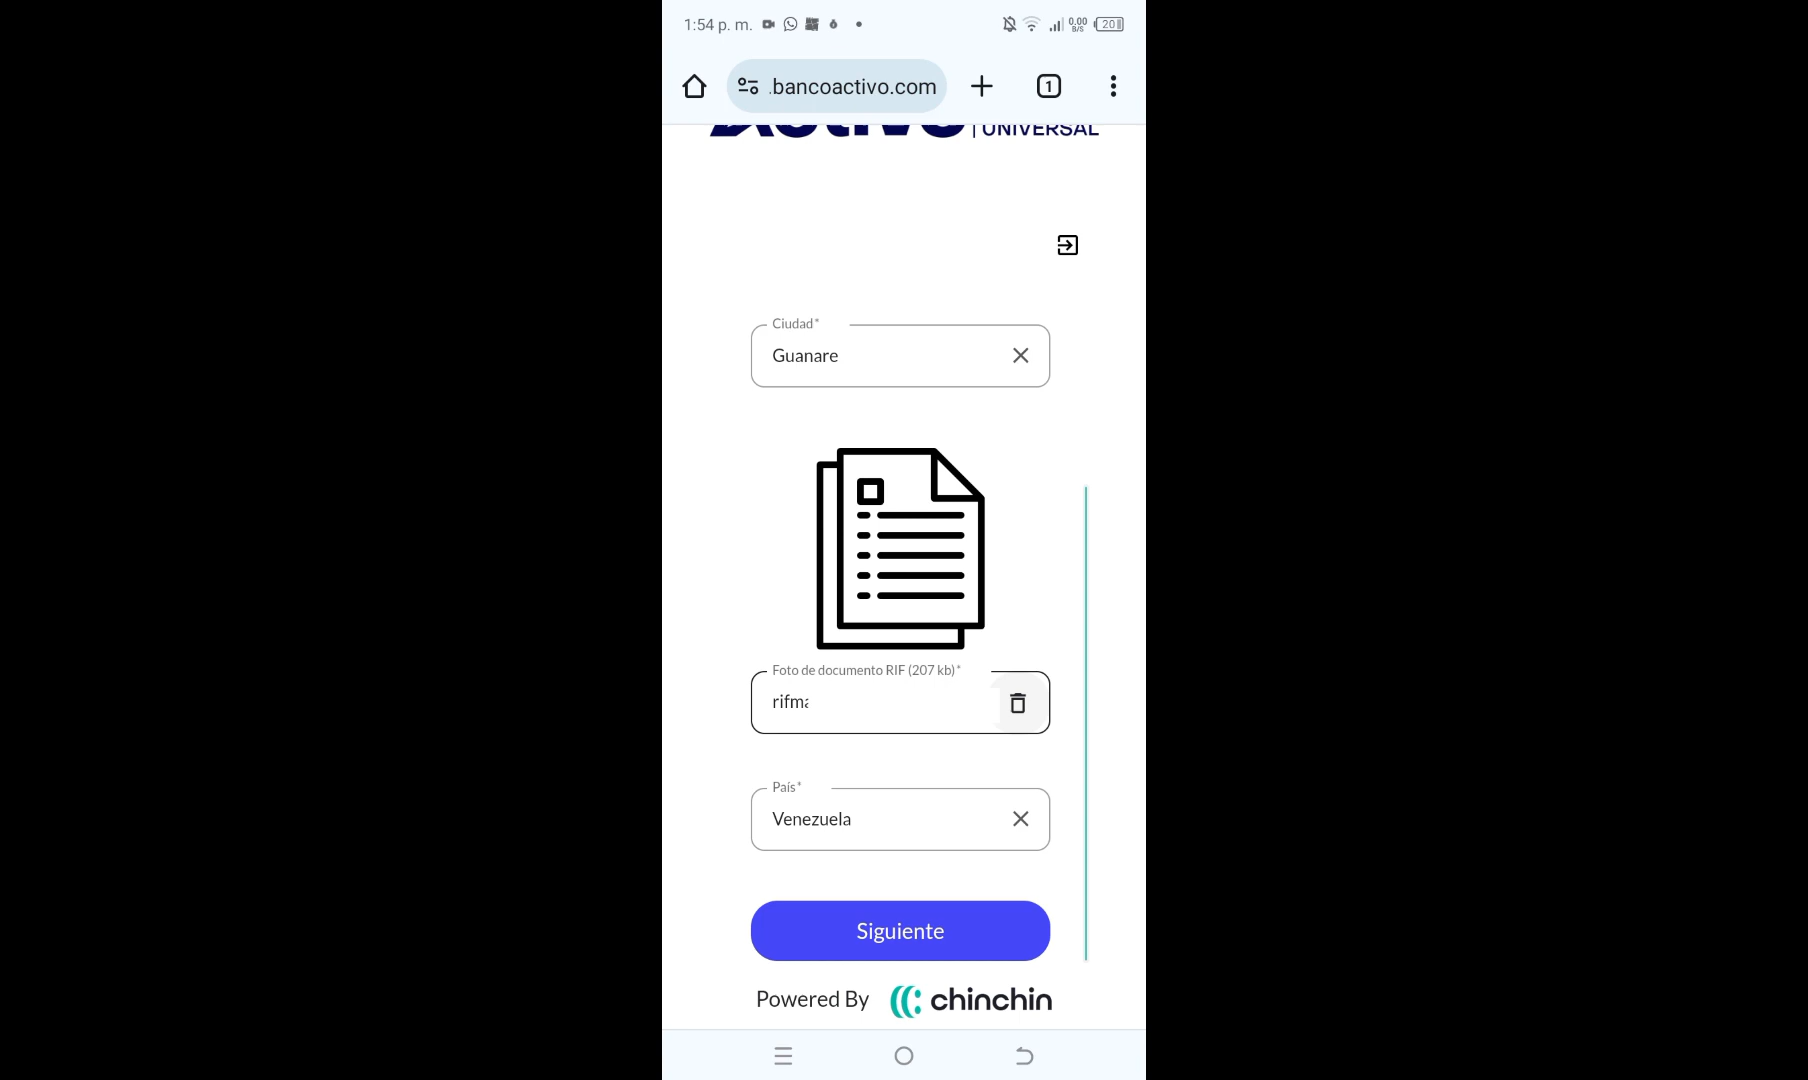 1:54 p. m.
0.00
B/S
20
.bancoactivo.com
1
UNIVERSAL
Ciudad*
Guanare
Foto de documento RIF (207 kb)*
rifma
País*
Venezuela
Siguiente
Powered By chinchin